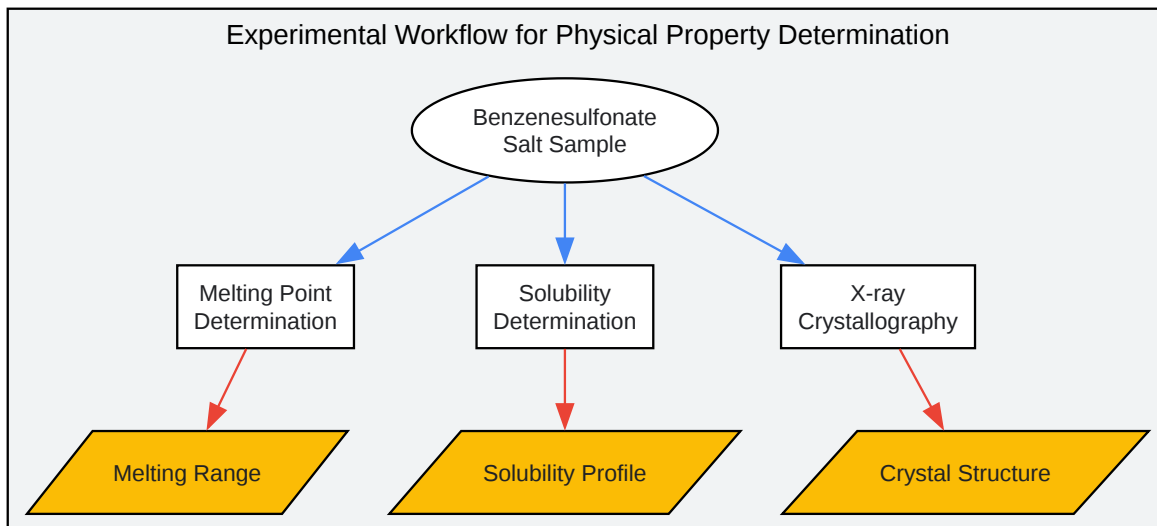 Experimental Workflow for Physical Property Determination
Benzenesulfonate
Salt Sample
Melting Point
Determination
Solubility
Determination
X-ray
Crystallography
Melting Range
Solubility Profile
Crystal Structure